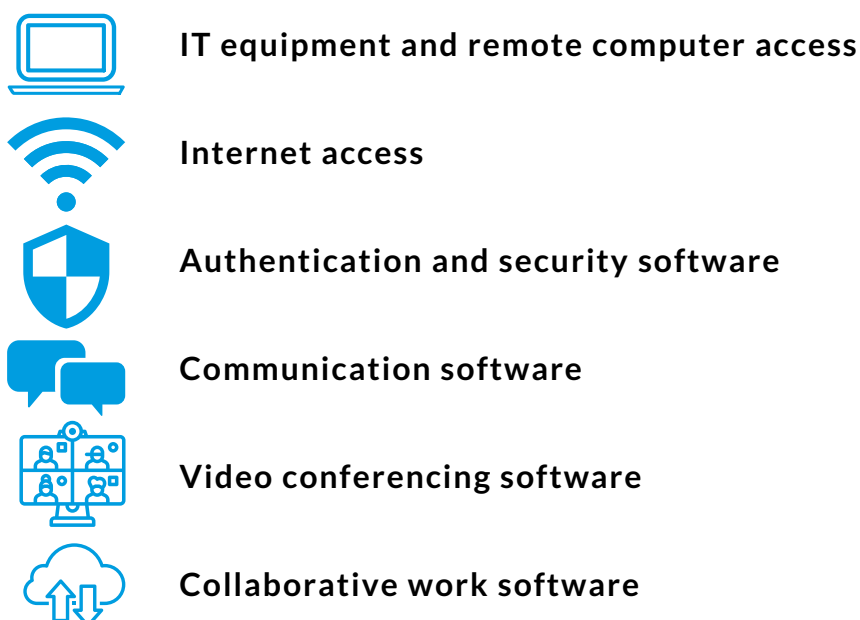 IT equipment and remote computer access
Internet access
Authentication and security software
Communication software
Video conferencing software
Collaborative work software